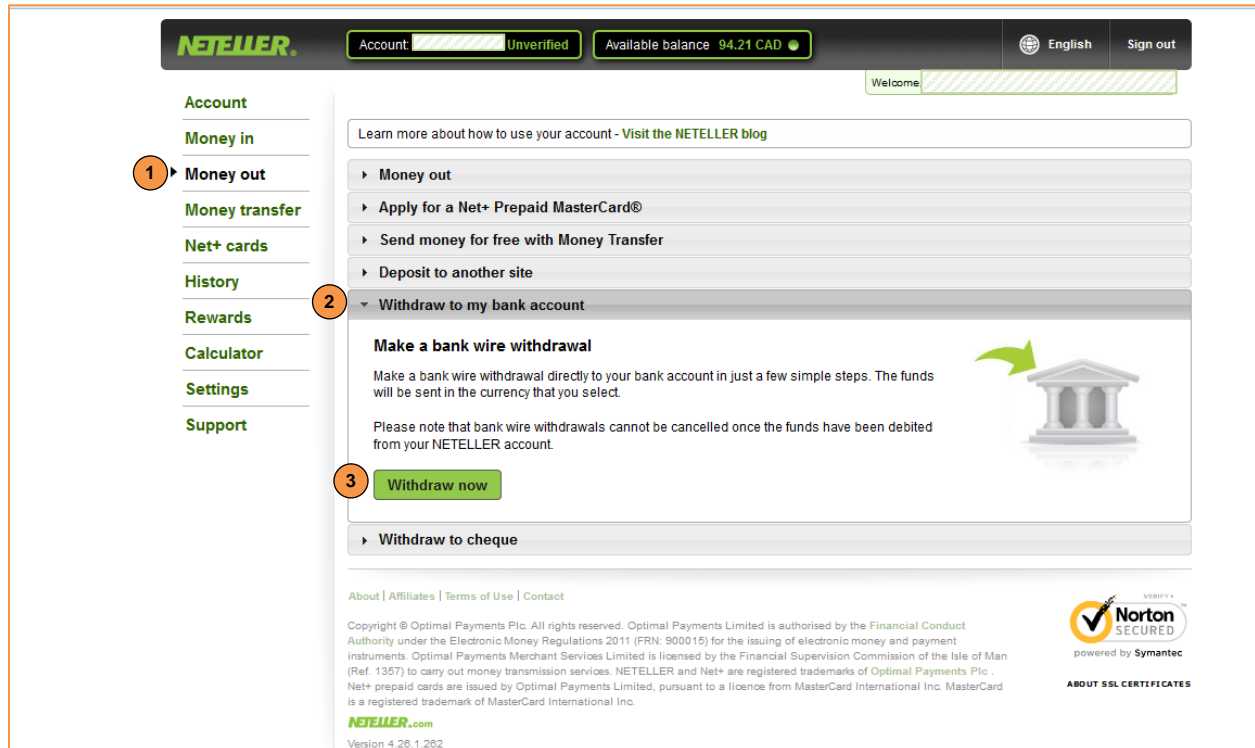 NETELLER.
Account: Unverified
Available balance 94.21 CAD
English
Sign out
Welcome
Account
Money in
1
Money out
Money transfer
Net+ cards
History
Rewards
Calculator
Settings
Support
Learn more about how to use your account - Visit the NETELLER blog
Money out
Apply for a Net+ Prepaid MasterCard®
Send money for free with Money Transfer
Deposit to another site
2
Withdraw to my bank account
Make a bank wire withdrawal
Make a bank wire withdrawal directly to your bank account in just a few simple steps. The funds
will be sent in the currency that you select.
Please note that bank wire withdrawals cannot be cancelled once the funds have been debited
from your NETELLER account.
3
Withdraw now
Withdraw to cheque
About | Affiliates | Terms of Use | Contact
Copyright © Optimal Payments Plc. All rights reserved. Optimal Payments Limited is authorised by the Financial Conduct
Authority under the Electronic Money Regulations 2011 (FRN: 900015) for the issuing of electronic money and payment
instruments. Optimal Payments Merchant Services Limited is licensed by the Financial Supervision Commission of the Isle of Man
(Ref. 1357) to carry out money transmission services. NETELLER and Net+ are registered trademarks of Optimal Payments Plc .
Net+ prepaid cards are issued by Optimal Payments Limited, pursuant to a licence from MasterCard International Inc. MasterCard
is a registered trademark of MasterCard International Inc.
NETELLER.com
Version 4.26.1.262
VERIFY
Norton
SECURED
powered by Symantec
ABOUT SSL CERTIFICATES